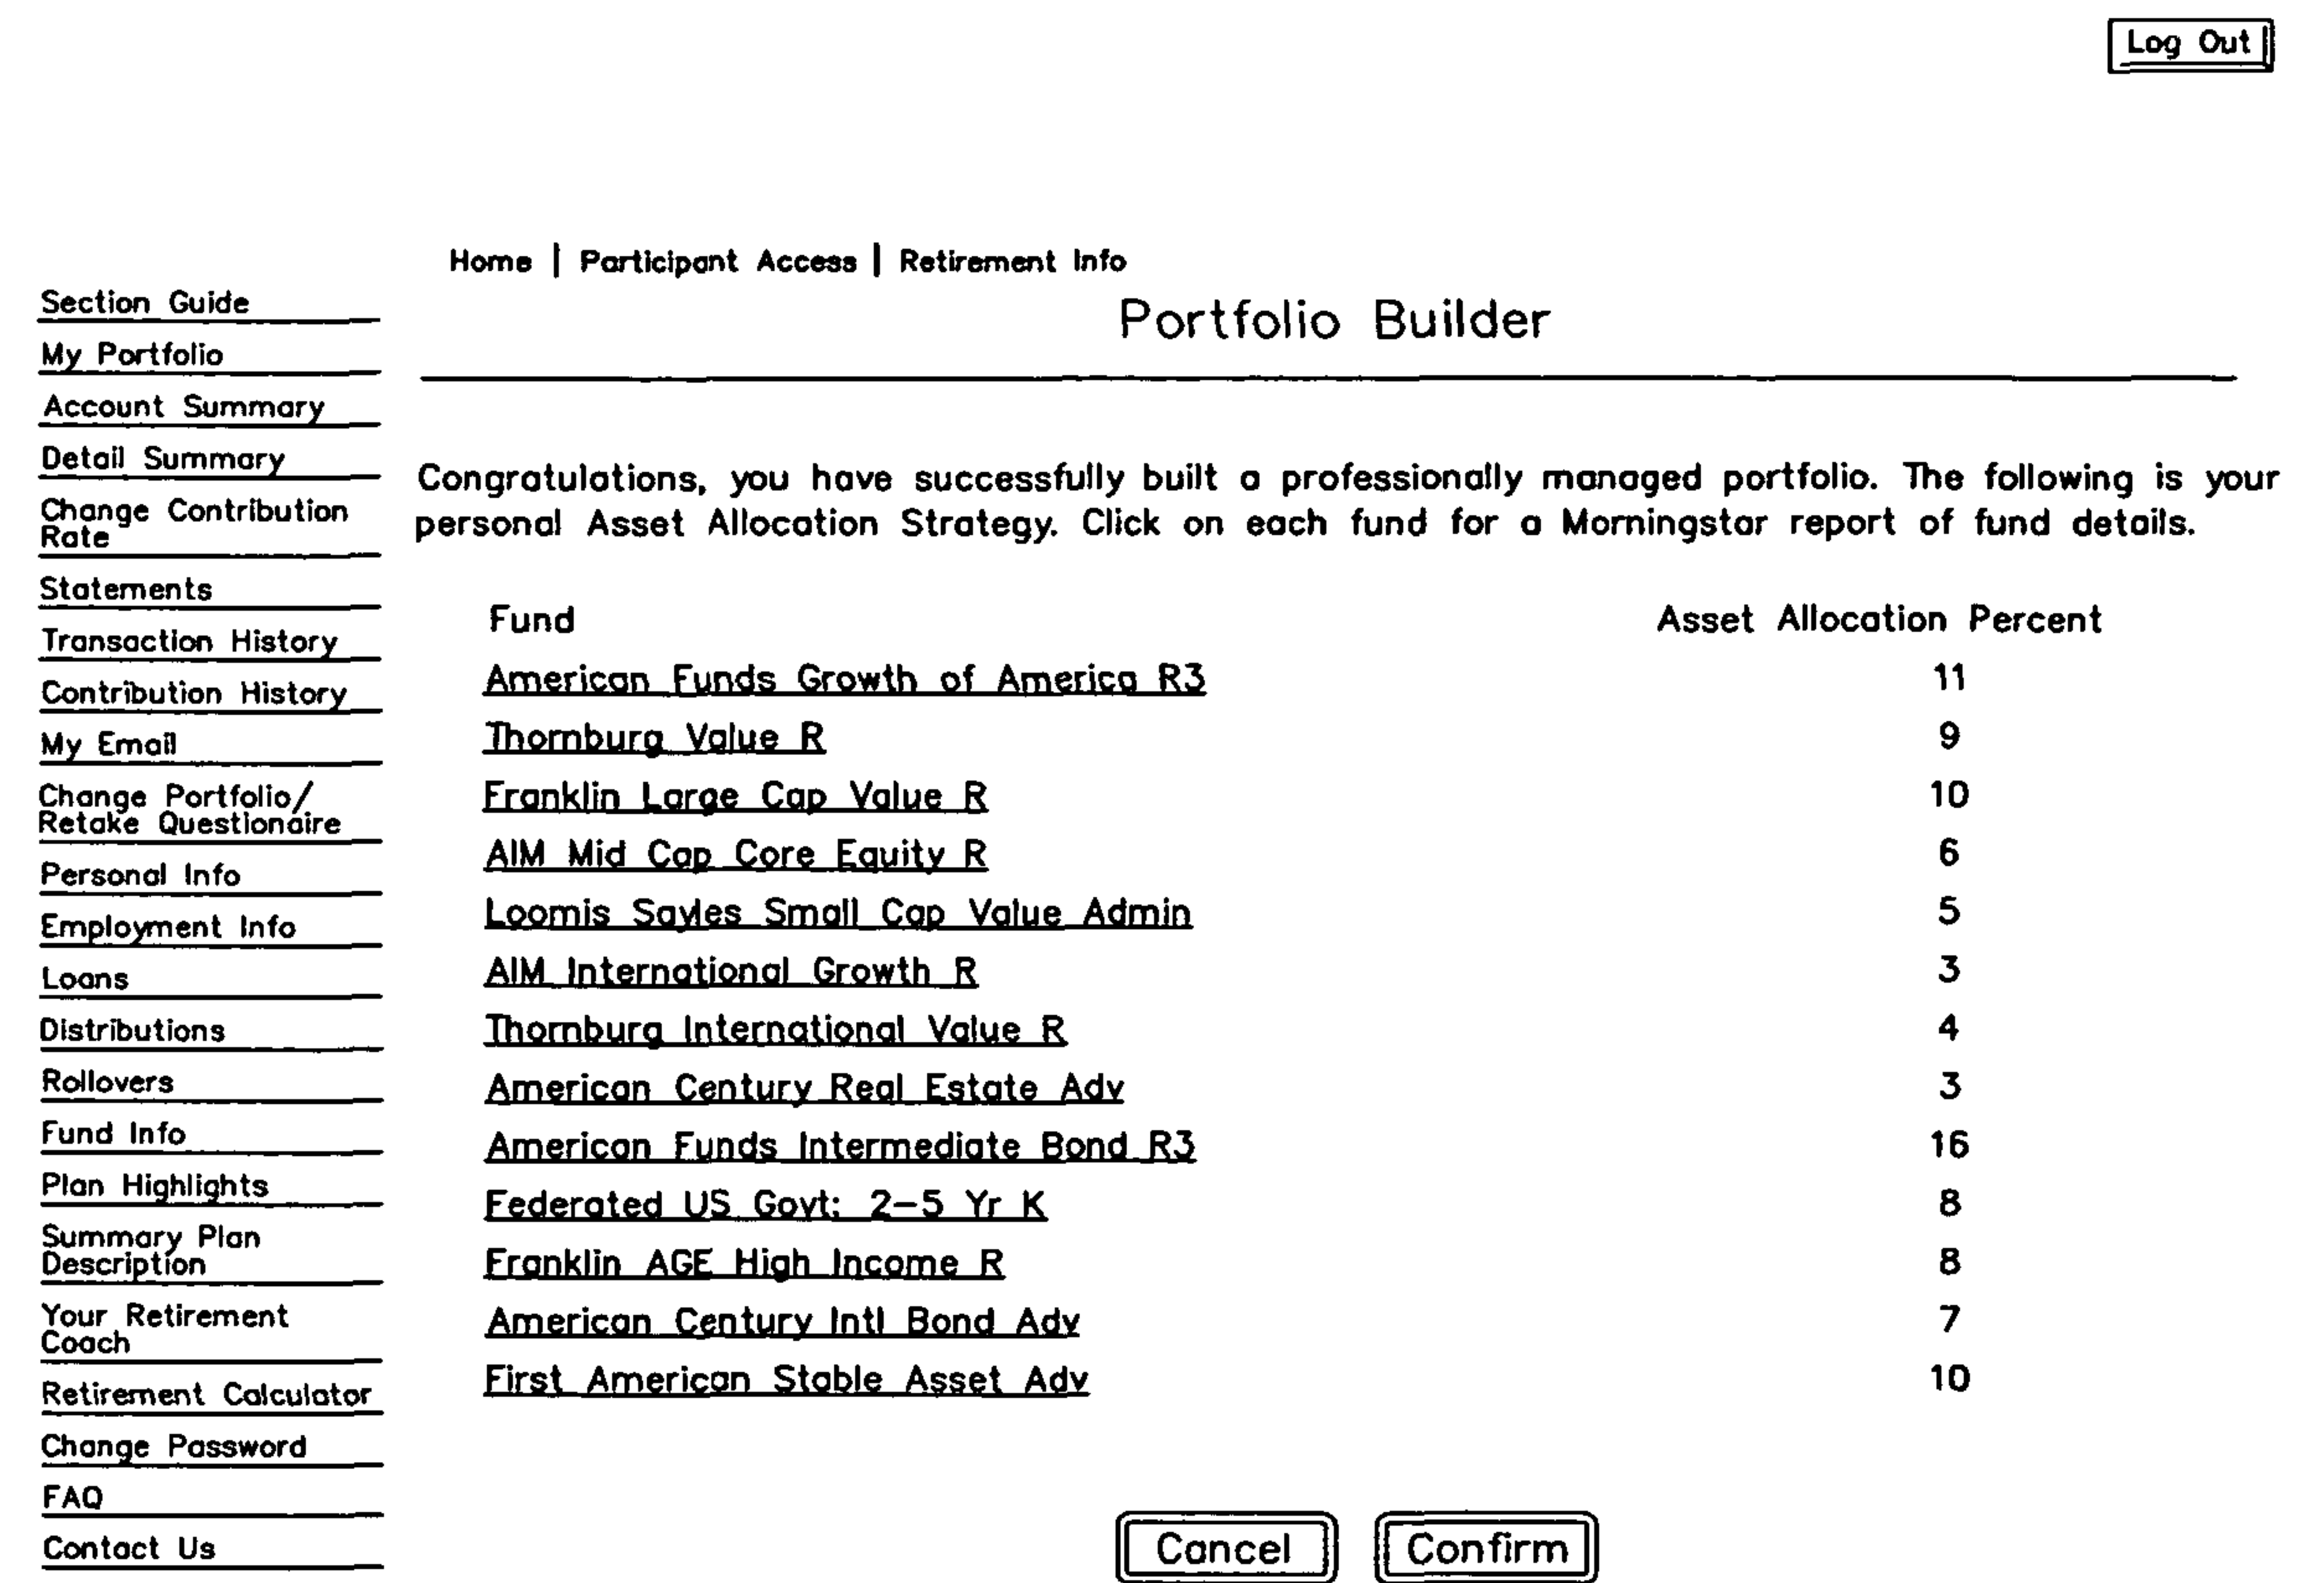 Log Out
Home | Participant Access | Retirement Info
Section Guide
My Portfolio
Account Summary
Detail Summary
Change Contribution
Rate
Statements
Transaction History
Contribution History
My Email
Change Portfolio/
Retake Questionaire
Personal Info
Employment Info
Loans
Distributions
Rollovers
Fund Info
Plan Highlights
Summary Plan
Description
Your Retirement
Coach
Retirement Calculator
Change Password
FAQ
Contact Us
Portfolio Builder
Congratulations, you have successfully built a professionally managed portfolio. The following is your
personal Asset Allocation Strategy. Click on each fund for a Morningstar report of fund details.
Fund Asset Allocation Percent
American Funds Growth of America R3 11
Thornburg Value R 9
Franklin Large Cap Value R 10
AIM Mid Cap Core Equity R 6
Loomis Sayles Small Cap Value Admin 5
AIM International Growth R 3
Thornburg International Value R 4
American Century Real Estate Adv 3
American Funds Intermediate Bond R3 16
Federated US Govt: 2-5 Yr K 8
Franklin AGE High Income R 8
American Century Intl Bond Adv 7
First American Stable Asset Adv 10
Cancel Confirm